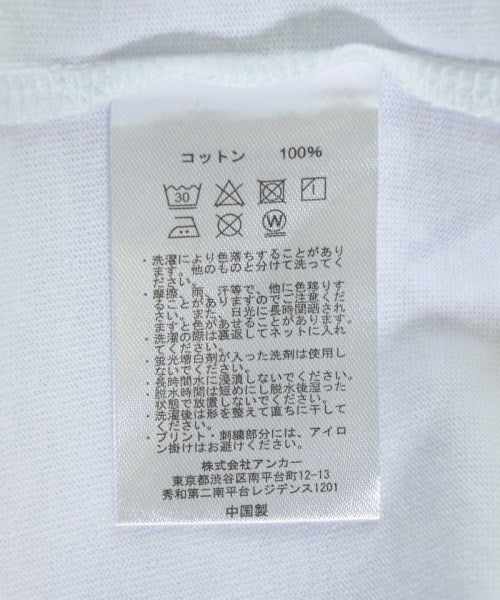 コットン 100%
30
W
・洗濯により色落ちすることがあり
ます。他のものと分けて洗ってく
ださい。
・摩擦、雨、汗等で、他に色移りす
ることがありますのでご注意くだ
さい。また、日光に長時間晒され
ますと色があせることがあります。
・洗濯の際は裏返してネットに入れ
てください。
・蛍光増白剤が入った洗剤は使用し
ないでください。
・長時間水に浸漬しないでください。
・脱水時間は短めにし脱水後湿った
状態で放置しないでください。
・洗濯後は形を整えて直ちに干して
ください。
・プリント・刺繍部分には、アイロ
ン掛けはお避けください。
株式会社アンカー
東京都渋谷区南平台町12-13
秀和第二南平台レジデンス1201
中国製